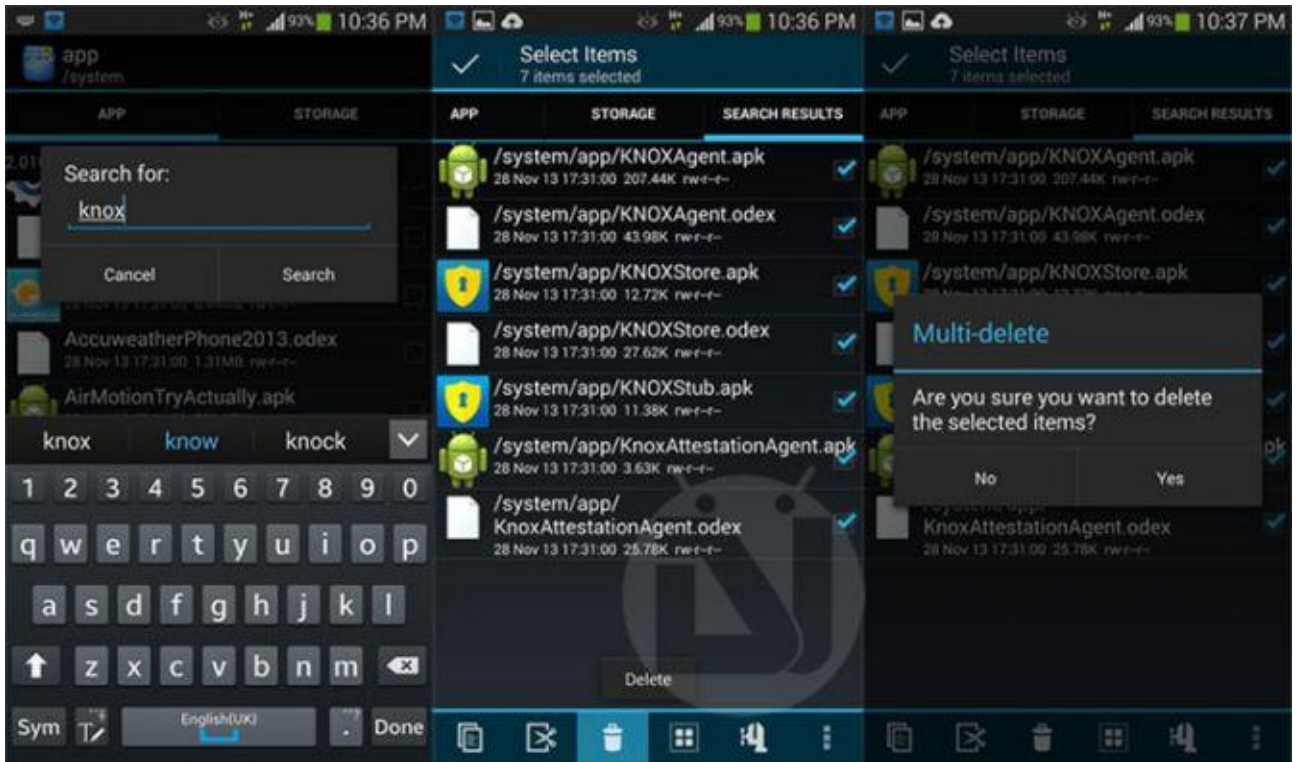 93% 10:36 PM
app
/system
APP STORAGE
Search for:
knox
Cancel Search
AccuweatherPhone2013.odex
28 Nov 13 17:31:00 1.31MB rw-r--r--
AirMotionTryActually.apk
knox know knock
1 2 3 4 5 6 7 8 9 0
q w e r t y u i o p
a s d f g h j k l
z x c v b n m
Sym English(UK) . Done
93% 10:36 PM
Select Items
7 items selected
APP STORAGE SEARCH RESULTS
/system/app/KNOXAgent.apk
28 Nov 13 17:31:00 207.44K rw-r--r--
/system/app/KNOXAgent.odex
28 Nov 13 17:31:00 43.98K rw-r--r--
/system/app/KNOXStore.apk
28 Nov 13 17:31:00 12.72K rw-r--r--
/system/app/KNOXStore.odex
28 Nov 13 17:31:00 27.62K rw-r--r--
/system/app/KNOXStub.apk
28 Nov 13 17:31:00 11.38K rw-r--r--
/system/app/KnoxAttestationAgent.apk
28 Nov 13 17:31:00 3.63K rw-r--r--
/system/app/
KnoxAttestationAgent.odex
28 Nov 13 17:31:00 25.78K rw-r--r--
Delete
93% 10:37 PM
Select Items
7 items selected
APP STORAGE SEARCH RESULTS
/system/app/KNOXAgent.apk
28 Nov 13 17:31:00 207.44K rw-r--r--
/system/app/KNOXAgent.odex
28 Nov 13 17:31:00 43.98K rw-r--r--
/system/app/KNOXStore.apk
Multi-delete
Are you sure you want to delete
the selected items?
No Yes
KnoxAttestationAgent.odex
28 Nov 13 17:31:00 25.78K rw-r--r--